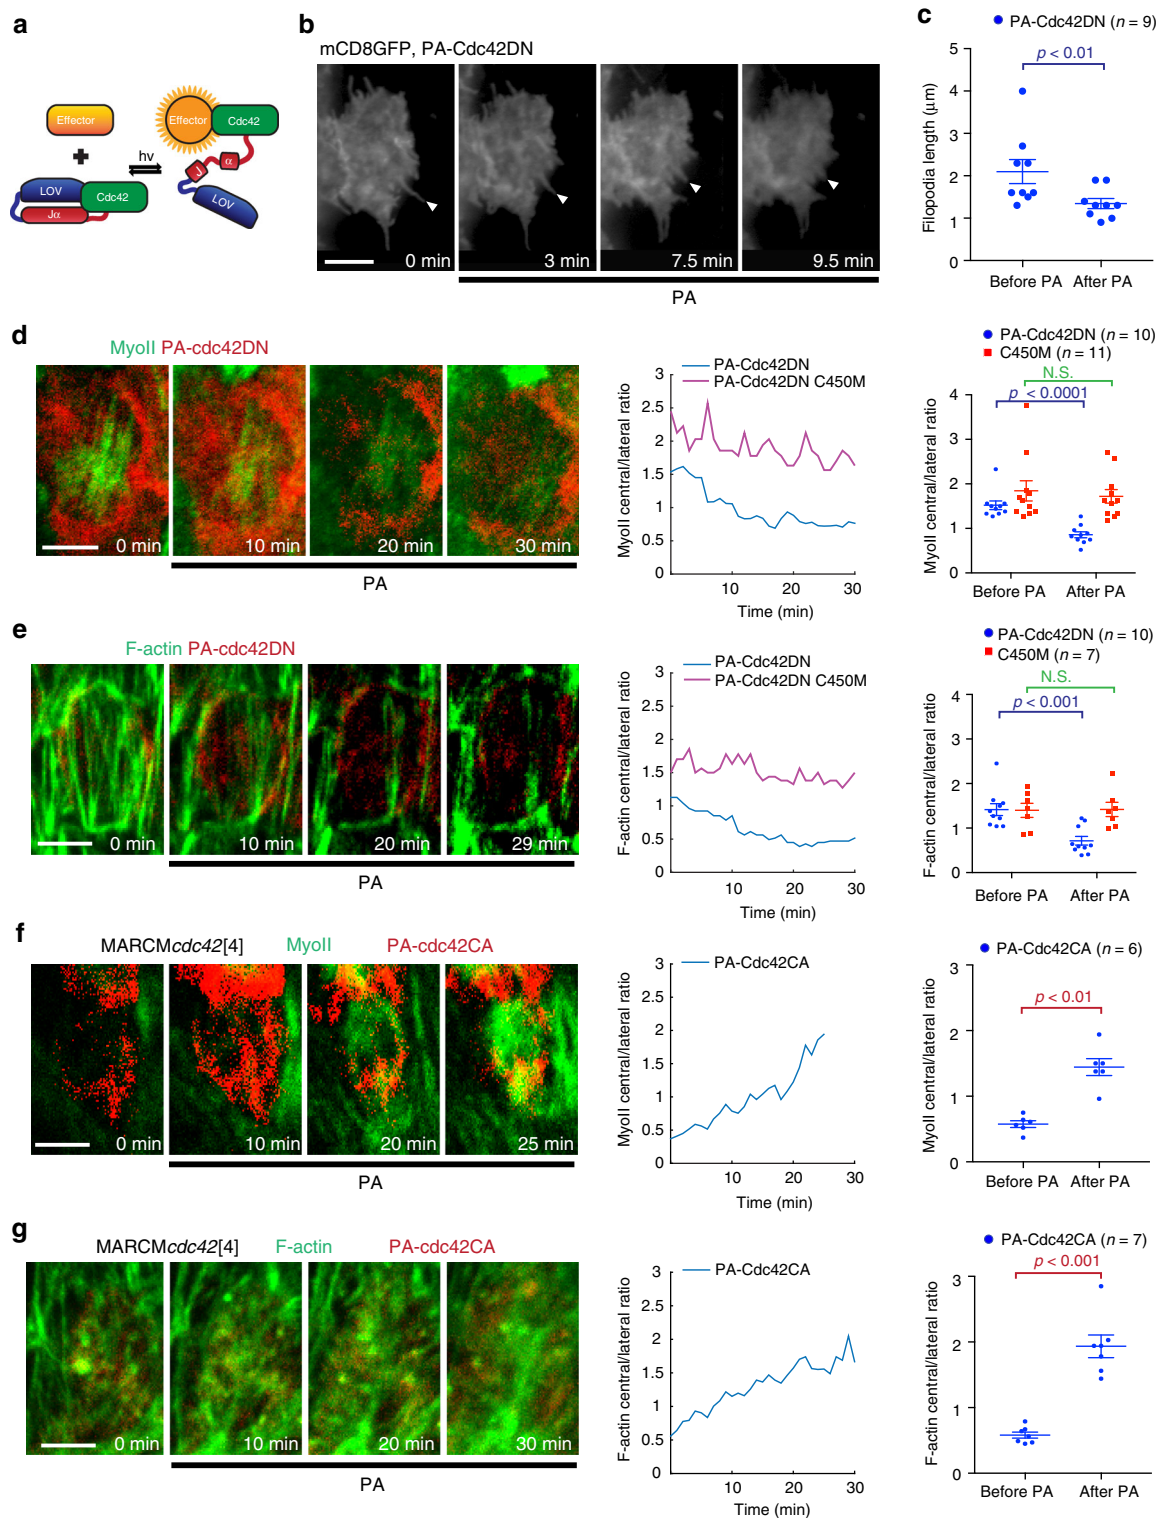 a
Effector
hv
LOV
Cdc42
Jα
Effector
Cdc42
J
α
LOV
b
mCD8GFP, PA-Cdc42DN
0 min
3 min
7.5 min
9.5 min
PA
c
PA-Cdc42DN (n = 9)
p < 0.01
Filopodia length (μm)
5
4
3
2
1
0
Before PA
After PA
d
MyoII PA-cdc42DN
0 min
10 min
20 min
30 min
PA
PA-Cdc42DN
PA-Cdc42DN C450M
MyoII central/lateral ratio
3
2.5
2
1.5
1
0.5
0
10
20
30
Time (min)
PA-Cdc42DN (n = 10)
C450M (n = 11)
N.S.
p < 0.0001
MyoII central/lateral ratio
4
3
2
1
0
Before PA
After PA
e
F-actin PA-cdc42DN
0 min
10 min
20 min
29 min
PA
PA-Cdc42DN
PA-Cdc42DN C450M
F-actin central/lateral ratio
3
2.5
2
1.5
1
0.5
0
10
20
30
Time (min)
PA-Cdc42DN (n = 10)
C450M (n = 7)
N.S.
p < 0.001
F-actin central/lateral ratio
4
3
2
1
0
Before PA
After PA
f
MARCMcdc42[4]
MyoII
PA-cdc42CA
0 min
10 min
20 min
25 min
PA
PA-Cdc42CA
MyoII central/lateral ratio
3
2.5
2
1.5
1
0.5
0
10
20
30
Time (min)
PA-Cdc42CA (n = 6)
p < 0.01
MyoII central/lateral ratio
3
2
1
0
Before PA
After PA
g
MARCMcdc42[4]
F-actin
PA-cdc42CA
0 min
10 min
20 min
30 min
PA
PA-Cdc42CA
F-actin central/lateral ratio
3
2.5
2
1.5
1
0.5
0
10
20
30
Time (min)
PA-Cdc42CA (n = 7)
p < 0.001
F-actin central/lateral ratio
3
2
1
0
Before PA
After PA